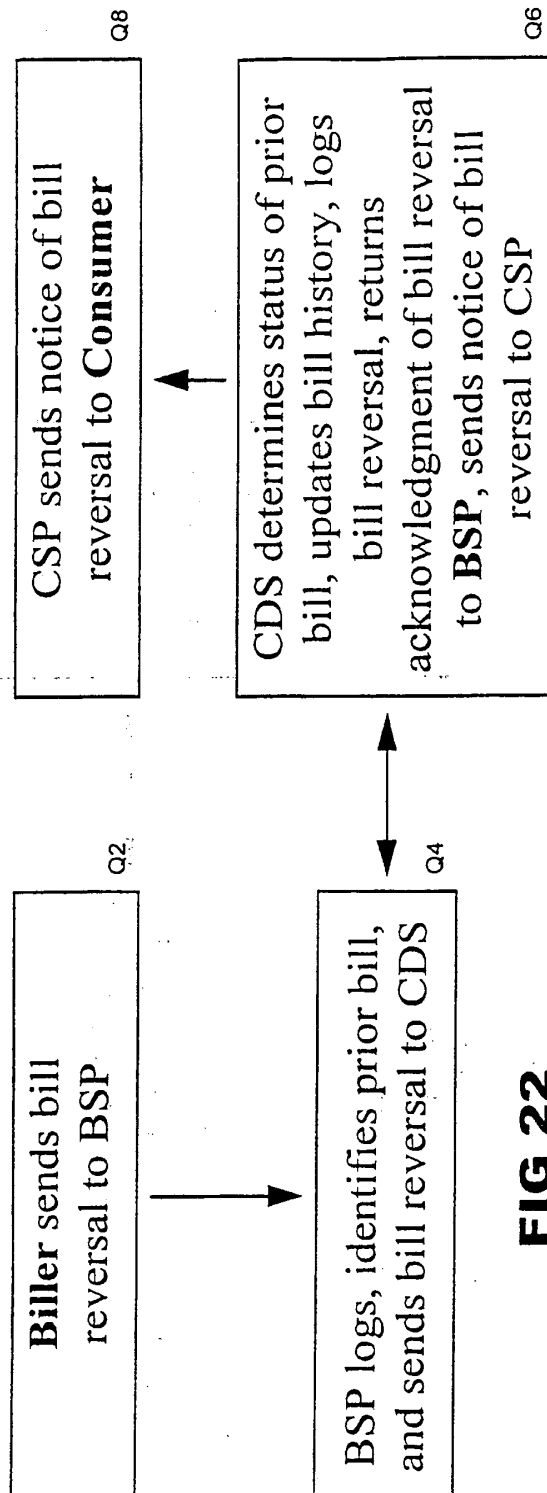 Biller sends bill
reversal to BSP
Q2
BSP logs, identifies prior bill,
and sends bill reversal to CDS
Q4
CDS determines status of prior
bill, updates bill history, logs
bill reversal, returns
acknowledgment of bill reversal
to BSP, sends notice of bill
reversal to CSP
Q6
CSP sends notice of bill
reversal to Consumer
Q8
FIG 22